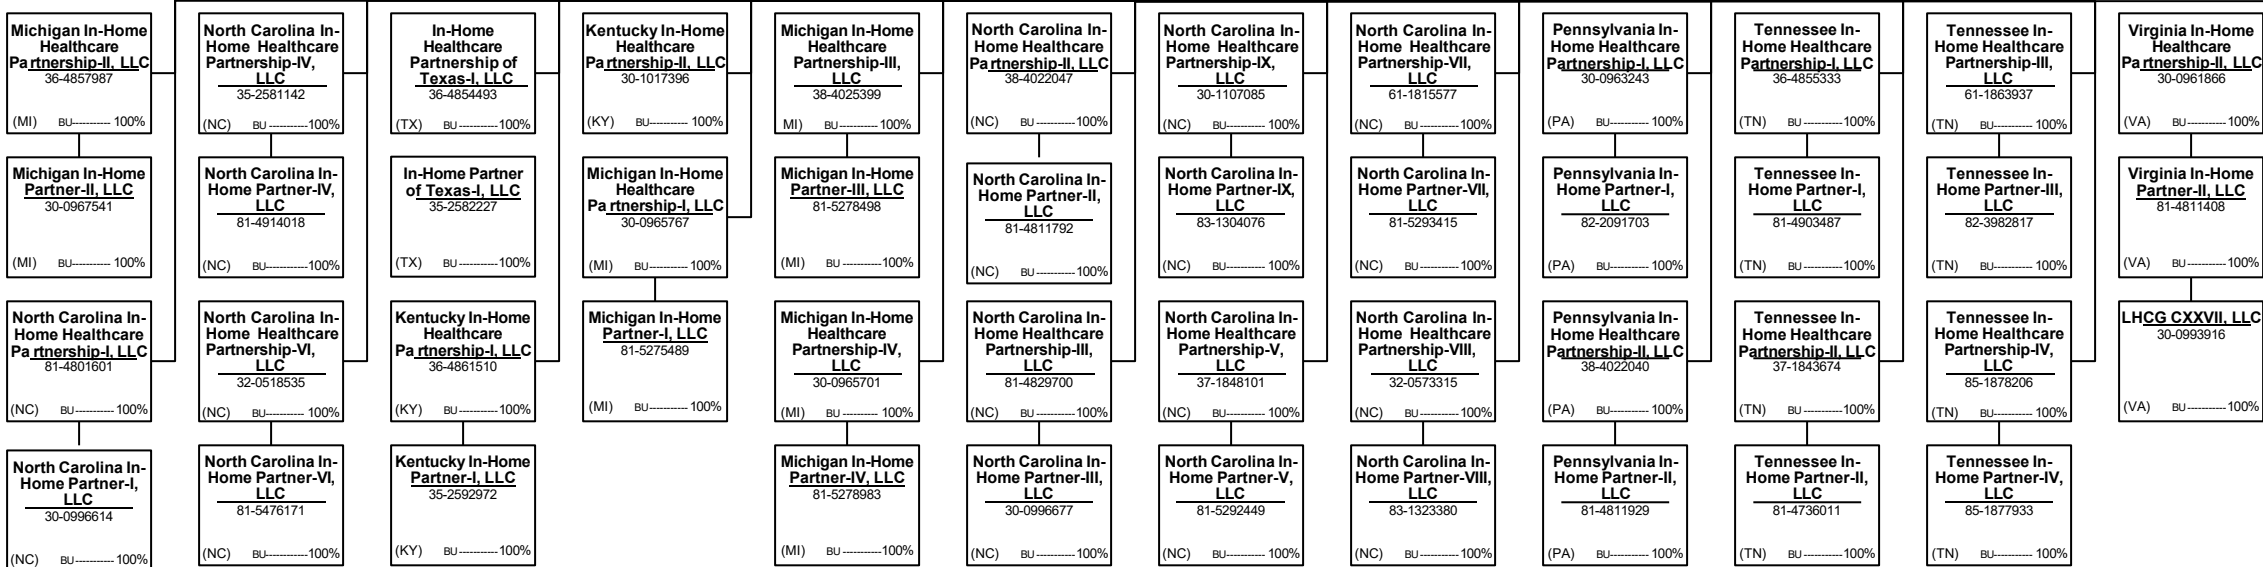 Michigan In-Home
Healthcare
Partnership-II, LLC
36-4857987
(MI) BU----------- 100%
North Carolina In-
Home Healthcare
Partnership-IV,
LLC
35-2581142
(NC) BU -----------100%
In-Home
Healthcare
Partnership of
Texas-I, LLC
36-4854493
(TX) BU -----------100%
Kentucky In-Home
Healthcare
Partnership-II, LLC
30-1017396
(KY) BU----------- 100%
Michigan In-Home
Healthcare
Partnership-III,
LLC
38-4025399
MI) BU----------- 100%
North Carolina In-
Home Healthcare
Partnership-II, LLC
38-4022047
(NC) BU -----------100%
North Carolina In-
Home Healthcare
Partnership-IX,
LLC
30-1107085
(NC) BU----------- 100%
North Carolina In-
Home Healthcare
Partnership-VII,
LLC
61-1815577
(NC) BU -----------100%
Pennsylvania In-
Home Healthcare
Partnership-I, LLC
30-0963243
(PA) BU----------- 100%
Tennessee In-
Home Healthcare
Partnership-I, LLC
36-4855333
(TN) BU----------- 100%
Tennessee In-
Home Healthcare
Partnership-III,
LLC
61-1863937
(TN) BU----------- 100%
Virginia In-Home
Healthcare
Partnership-II, LLC
30-0961866
(VA) BU----------- 100%
Michigan In-Home
Partner-II, LLC
30-0967541
(MI) BU----------- 100%
North Carolina In-
Home Partner-IV,
LLC
81-4914018
(NC) BU-----------100%
In-Home Partner
of Texas-I, LLC
35-2582227
(TX) BU -----------100%
Michigan In-Home
Healthcare
Partnership-I, LLC
30-0965767
(MI) BU----------- 100%
Michigan In-Home
Partner-III, LLC
81-5278498
(MI) BU----------- 100%
North Carolina In-
Home Partner-II,
LLC
81-4811792
(NC) BU -----------100%
North Carolina In-
Home Partner-IX,
LLC
83-1304076
(NC) BU----------- 100%
North Carolina In-
Home Partner-VII,
LLC
81-5293415
(NC) BU-----------100%
Pennsylvania In-
Home Partner-I,
LLC
82-2091703
(PA) BU----------- 100%
Tennessee In-
Home Partner-I,
LLC
81-4903487
(TN) BU----------- 100%
Tennessee In-
Home Partner-III,
LLC
82-3982817
(TN) BU----------- 100%
Virginia In-Home
Partner-II, LLC
81-4811408
(VA) BU----------- 100%
North Carolina In-
Home Healthcare
Partnership-I, LLC
81-4801601
(NC) BU----------- 100%
North Carolina In-
Home Healthcare
Partnership-VI,
LLC
32-0518535
(NC) BU-----------100%
Kentucky In-Home
Healthcare
Partnership-I, LLC
36-4861510
(KY) BU -----------100%
Michigan In-Home
Partner-I, LLC
81-5275489
(MI) BU----------- 100%
Michigan In-Home
Healthcare
Partnership-IV,
LLC
30-0965701
(MI) BU----------- 100%
North Carolina In-
Home Healthcare
Partnership-III,
LLC
81-4829700
(NC) BU -----------100%
North Carolina In-
Home Healthcare
Partnership-V,
LLC
37-1848101
(NC) BU----------- 100%
North Carolina In-
Home Healthcare
Partnership-VIII,
LLC
32-0573315
(NC) BU-----------100%
Pennsylvania In-
Home Healthcare
Partnership-II, LLC
38-4022040
(PA) BU----------- 100%
Tennessee In-
Home Healthcare
Partnership-II, LLC
37-1843674
(TN) BU----------- 100%
Tennessee In-
Home Healthcare
Partnership-IV,
LLC
85-1878206
(TN) BU----------- 100%
LHCG CXXVII, LLC
30-0993916
(VA) BU -----------100%
North Carolina In-
Home Partner-I,
LLC
30-0996614
(NC) BU----------- 100%
North Carolina In-
Home Partner-VI,
LLC
81-5476171
(NC) BU-----------100%
Kentucky In-Home
Partner-I, LLC
35-2592972
(KY) BU -----------100%
Michigan In-Home
Partner-IV, LLC
81-5278983
(MI) BU -----------100%
North Carolina In-
Home Partner-III,
LLC
30-0996677
(NC) BU -----------100%
North Carolina In-
Home Partner-V,
LLC
81-5292449
(NC) BU----------- 100%
North Carolina In-
Home Partner-VIII,
LLC
83-1323380
(NC) BU-----------100%
Pennsylvania In-
Home Partner-II,
LLC
81-4811929
(PA) BU----------- 100%
Tennessee In-
Home Partner-II,
LLC
81-4736011
(TN) BU----------- 100%
Tennessee In-
Home Partner-IV,
LLC
85-1877933
(TN) BU----------- 100%